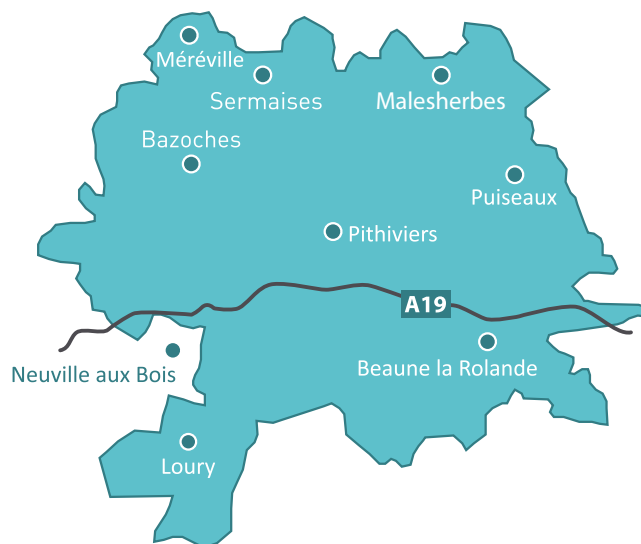 Méréville
Sermaises
Malesherbes
Bazoches
Puiseaux
Pithiviers
A19
Neuville aux Bois
Beaune la Rolande
Loury